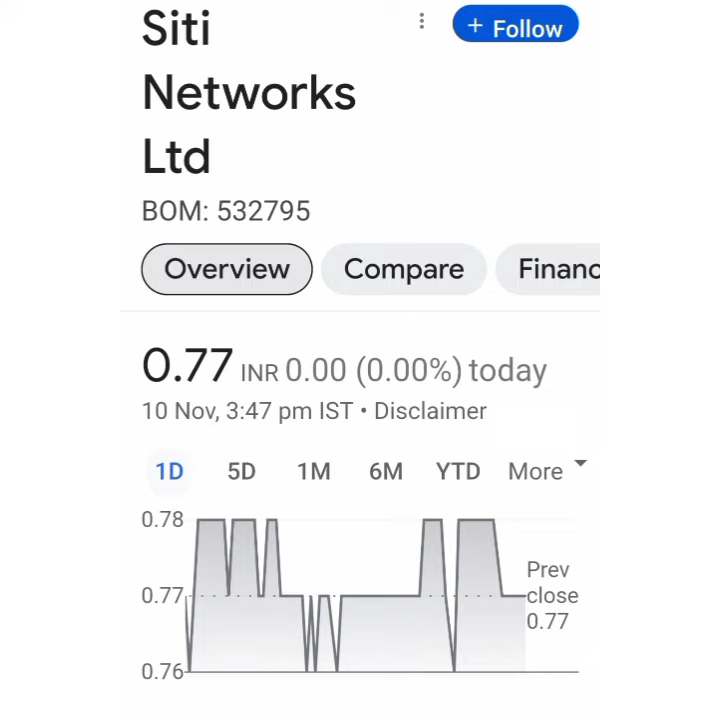 Siti
Networks
Ltd
+ Follow
BOM: 532795
Overview
Compare
Financ
0.77 INR 0.00 (0.00%) today
10 Nov, 3:47 pm IST • Disclaimer
1D 5D 1M 6M YTD More
0.78
0.77
0.76
Prev
close
0.77